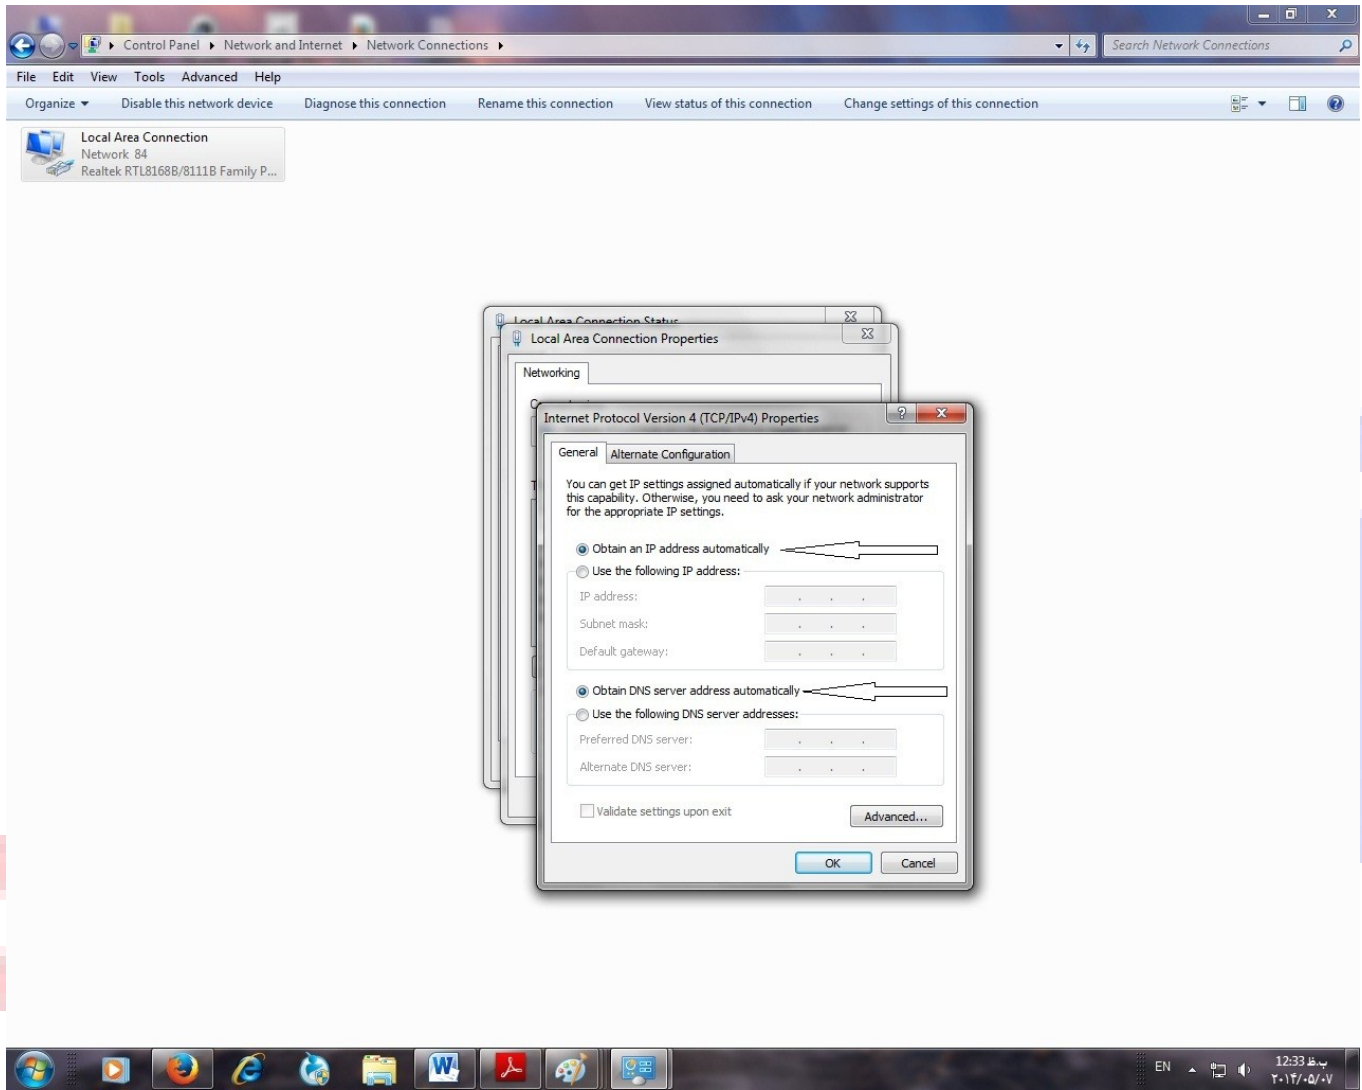 Control Panel ▸ Network and Internet ▸ Network Connections ▸
Search Network Connections
File Edit View Tools Advanced Help
Organize Disable this network device Diagnose this connection Rename this connection View status of this connection Change settings of this connection
Local Area Connection
Network 84
Realtek RTL8168B/8111B Family P...
Local Area Connection Status
Local Area Connection Properties
Networking
Internet Protocol Version 4 (TCP/IPv4) Properties
General Alternate Configuration
You can get IP settings assigned automatically if your network supports
this capability. Otherwise, you need to ask your network administrator
for the appropriate IP settings.
Obtain an IP address automatically
Use the following IP address:
IP address:
Subnet mask:
Default gateway:
Obtain DNS server address automatically
Use the following DNS server addresses:
Preferred DNS server:
Alternate DNS server:
Validate settings upon exit
Advanced...
OK Cancel
EN
12:33 ب.ظ
۲۰۱۴/۰۵/۰۷